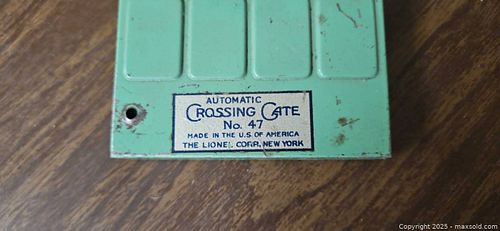 AUTOMATIC
CROSSING GATE
No. 47
MADE IN THE U.S. OF AMERICA
THE LIONEL CORP. NEW YORK
Copyright 2025 - maxsold.com